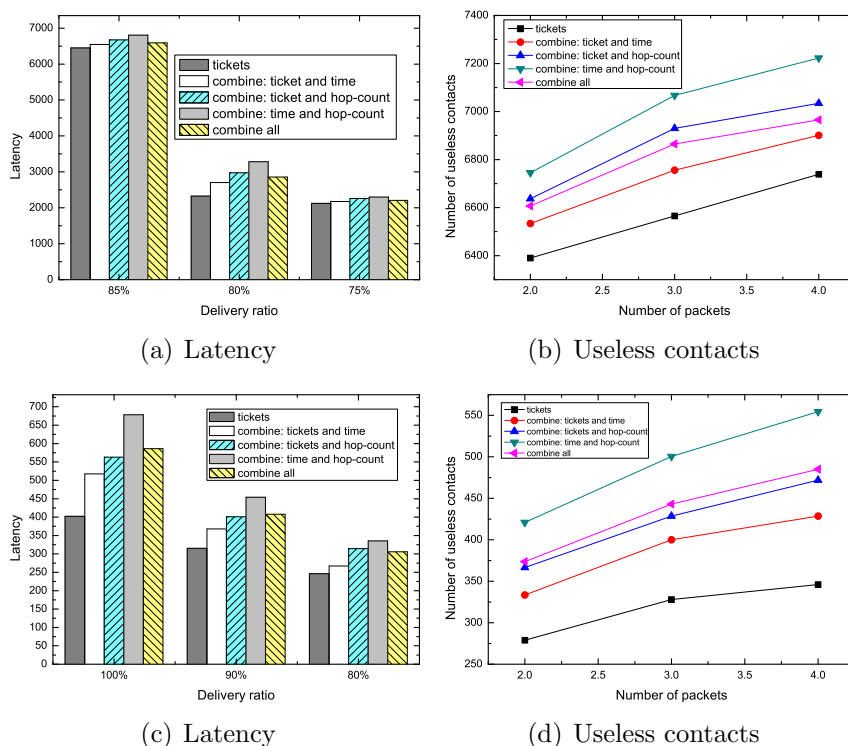 7000
6000
5000
4000
3000
2000
1000
0
Latency
tickets
combine: ticket and time
combine: ticket and hop-count
combine: time and hop-count
combine all
85%
80%
75%
Delivery ratio
(a) Latency
7200
7000
6800
6600
6400
Number of useless contacts
tickets
combine: ticket and time
combine: ticket and hop-count
combine: time and hop-count
combine all
2.0
2.5
3.0
3.5
4.0
Number of packets
(b) Useless contacts
700
650
600
550
500
450
400
350
300
250
200
150
100
50
0
Latency
tickets
combine: tickets and time
combine: tickets and hop-count
combine: time and hop-count
combine all
100%
90%
80%
Delivery ratio
(c) Latency
550
500
450
400
350
300
250
Number of useless contacts
tickets
combine: tickets and time
combine: tickets and hop-count
combine: time and hop-count
combine all
2.0
2.5
3.0
3.5
4.0
Number of packets
(d) Useless contacts